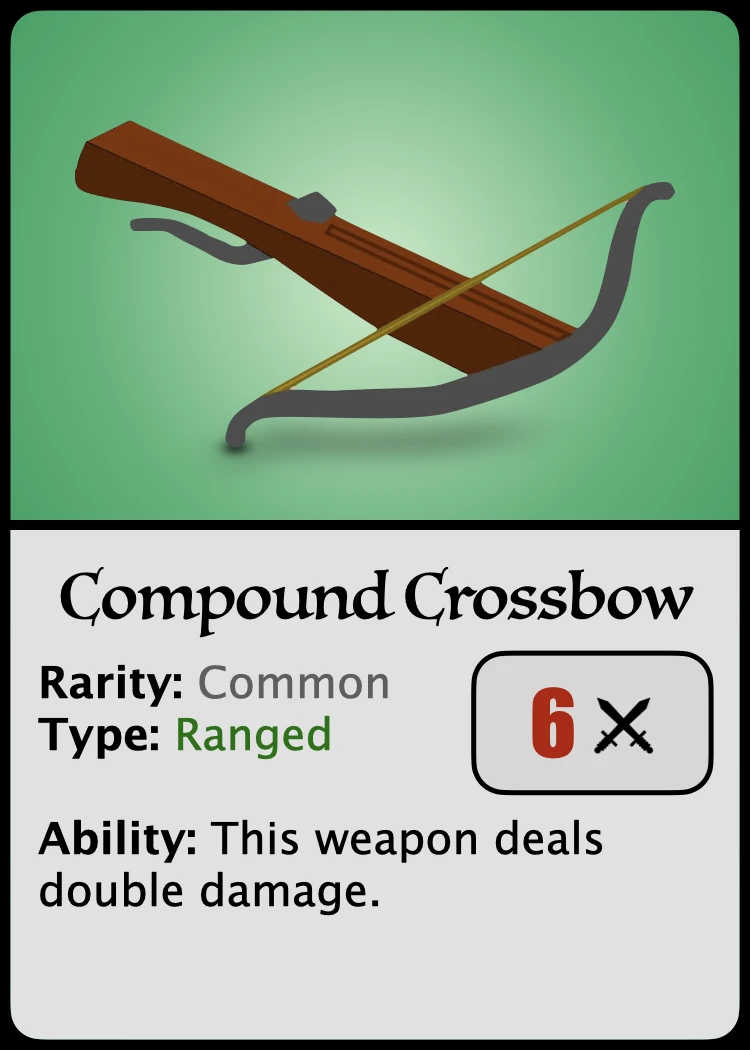 Compound Crossbow
Rarity: Common
Type: Ranged
6
Ability: This weapon deals
double damage.